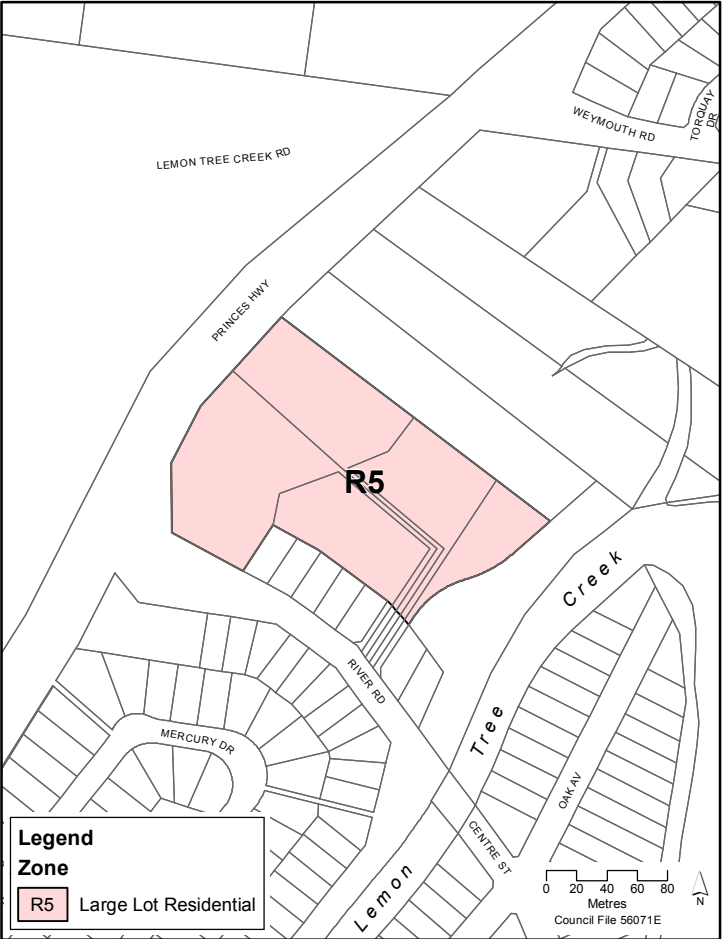 WEYMOUTH RD
TORQUAY
DR
LEMON TREE CREEK RD
PRINCES HWY
R5
Creek
RIVER RD
Tree
MERCURY DR
OAK AV
CENTRE ST
Lemon
Legend
Zone
R5 Large Lot Residential
0 20 40 60 80
Metres
Council File 56071E
N